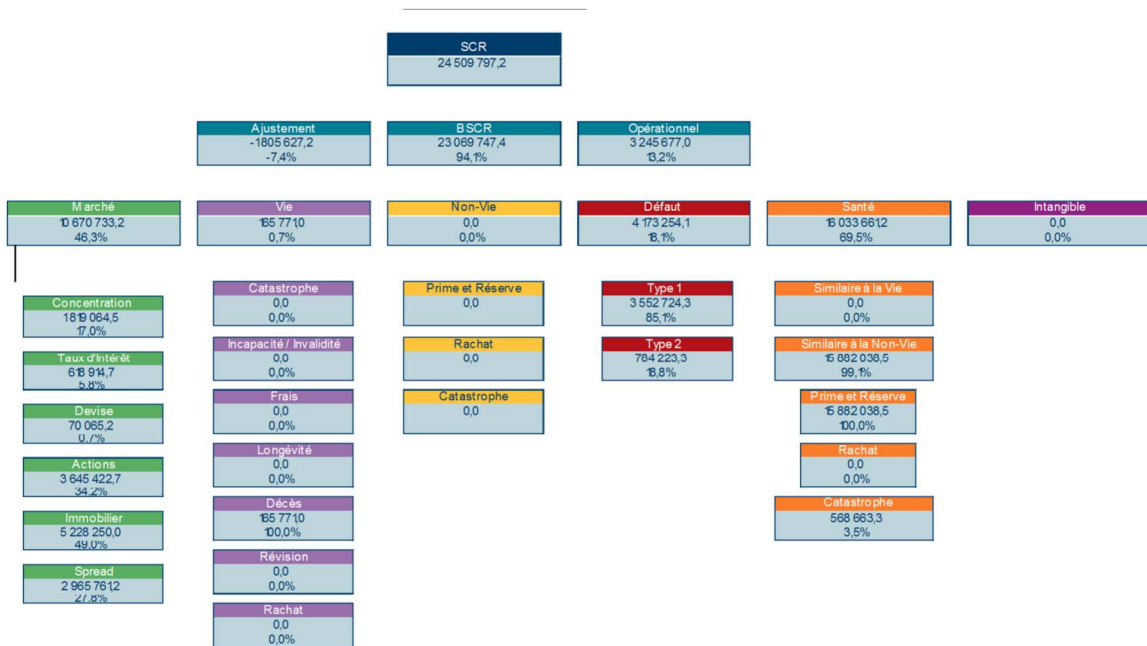 SCR
24 509 797,2
Ajustement
-1805 627,2
-7,4%
BSCR
23 069 747,4
94,1%
Opérationnel
3 245 677,0
13,2%
Marché
10 670 733,2
46,3%
Vie
165 771,0
0,7%
Non-Vie
0,0
0,0%
Défaut
4 173 254,1
18,1%
Santé
16 033 661,2
69,5%
Intangible
0,0
0,0%
Concentration
1 819 064,5
17,0%
Taux d'Intérêt
618 914,7
5,8%
Devise
70 065,2
0,7%
Actions
3 645 422,7
34,2%
Immobilier
5 228 250,0
49,0%
Spread
2 965 761,2
27,8%
Catastrophe
0,0
0,0%
Incapacité / Invalidité
0,0
0,0%
Frais
0,0
0,0%
Longévité
0,0
0,0%
Décès
165 771,0
100,0%
Révision
0,0
0,0%
Rachat
0,0
0,0%
Prime et Réserve
0,0
Rachat
0,0
Catastrophe
0,0
Type 1
3 552 724,3
85,1%
Type 2
784 223,3
18,8%
Similaire à la Vie
0,0
0,0%
Similaire à la Non-Vie
15 882 038,5
99,1%
Prime et Réserve
15 882 038,5
100,0%
Rachat
0,0
0,0%
Catastrophe
568 663,3
3,5%